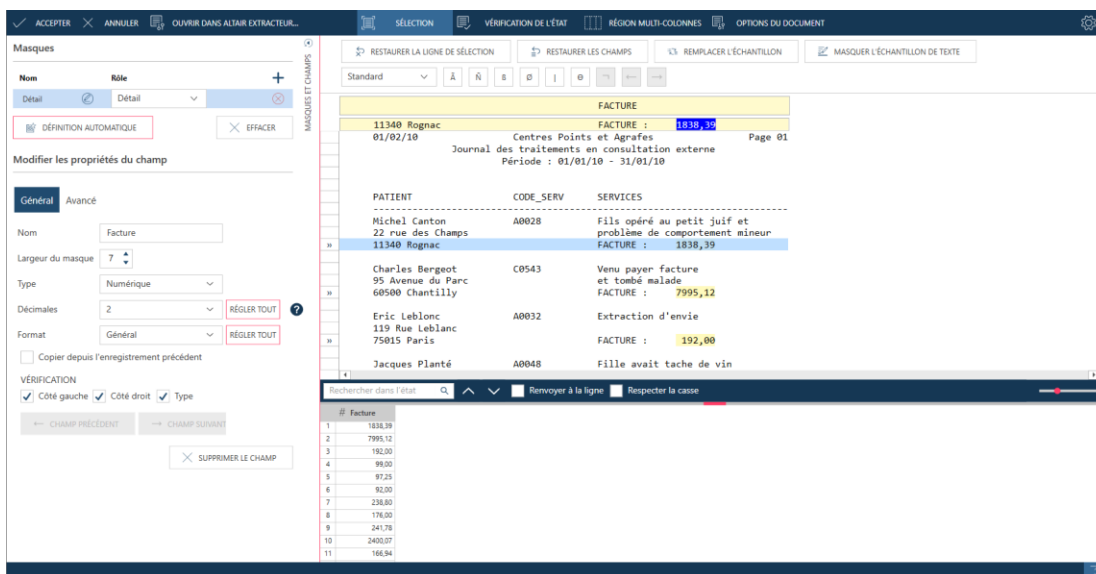 ACCEPTER ANNULER OUVRIR DANS ALTAIR EXTRACTEUR... SÉLECTION VÉRIFICATION DE L'ÉTAT RÉGION MULTI-COLONNES OPTIONS DU DOCUMENT
Masques
Nom Rôle
Détail Détail
DÉFINITION AUTOMATIQUE EFFACER
Modifier les propriétés du champ
Général Avancé
Nom Facture
Largeur du masque 7
Type Numérique
Décimales 2 RÉGLER TOUT
Format Général RÉGLER TOUT
Copier depuis l'enregistrement précédent
VÉRIFICATION
Côté gauche Côté droit Type
CHAMP PRÉCÉDENT CHAMP SUIVANT
SUPPRIMER LE CHAMP
MASQUES ET CHAMPS
RESTAURER LA LIGNE DE SÉLECTION RESTAURER LES CHAMPS REMPLACER L'ÉCHANTILLON MASQUER L'ÉCHANTILLON DE TEXTE
Standard Ã Ñ ß Ø | ⊖ ¬ ← →
FACTURE
11340 Rognac FACTURE : 1838,39
01/02/10 Centres Points et Agrafes Page 01
Journal des traitements en consultation externe
Période : 01/01/10 - 31/01/10
PATIENT CODE_SERV SERVICES
Michel Canton A0028 Fils opéré au petit juif et
22 rue des Champs problème de comportement mineur
11340 Rognac FACTURE : 1838,39
Charles Bergeot C0543 Venu payer facture
95 Avenue du Parc et tombé malade
60500 Chantilly FACTURE : 7995,12
Eric Leblonc A0032 Extraction d'envie
119 Rue Leblanc
75015 Paris FACTURE : 192,00
Jacques Planté A0048 Fille avait tache de vin
Rechercher dans l'état Renvoyer à la ligne Respecter la casse
# Facture
1 1838,39
2 7995,12
3 192,00
4 99,00
5 97,25
6 92,00
7 238,80
8 176,00
9 241,78
10 2400,07
11 166,94